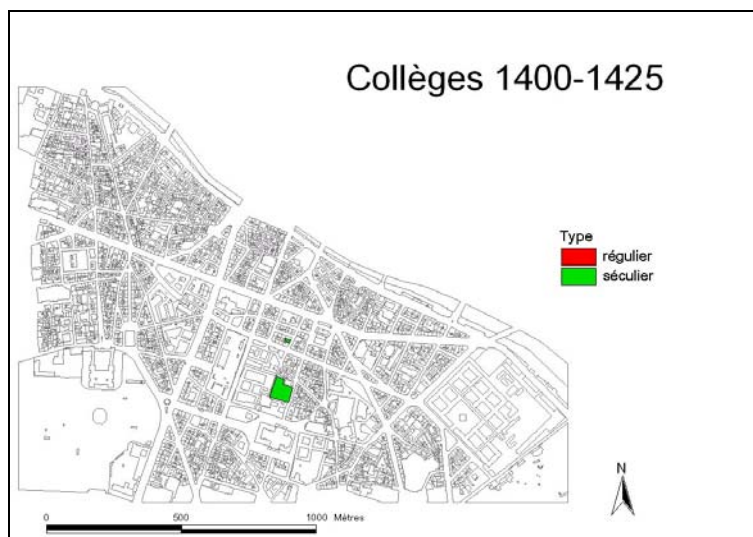 Collèges 1400-1425
Type
régulier
séculier
N
0 500 1000 Mètres